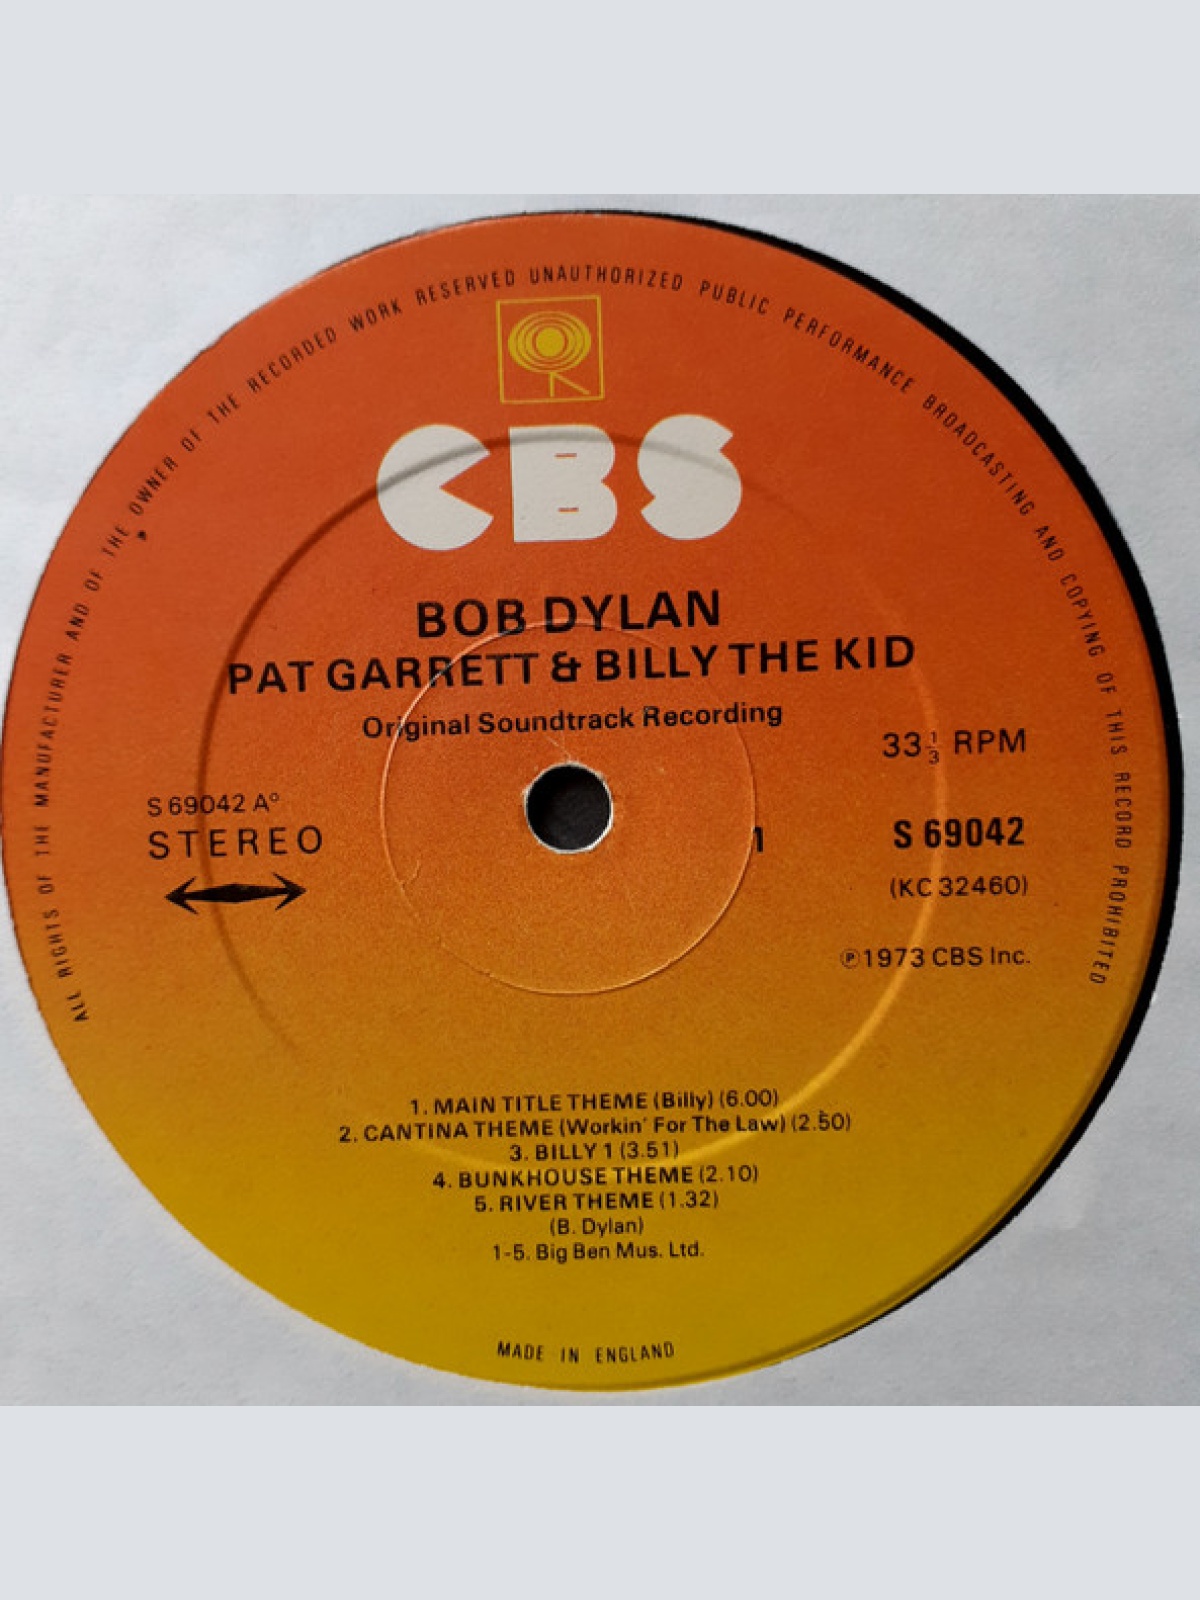 ALL RIGHTS OF THE MANUFACTURER AND OF THE OWNER OF THE RECORDED WORK RESERVED UNAUTHORIZED PUBLIC PERFORMANCE BROADCASTING AND COPYING OF THIS RECORD PROHIBITED
CBS
BOB DYLAN
PAT GARRETT & BILLY THE KID
Original Soundtrack Recording
33⅓ RPM
S 69042 A°
STEREO
1
S 69042
(KC 32460)
℗1973 CBS Inc.
1. MAIN TITLE THEME (Billy) (6.00)
2. CANTINA THEME (Workin' For The Law) (2.50)
3. BILLY 1 (3.51)
4. BUNKHOUSE THEME (2.10)
5. RIVER THEME (1.32)
(B. Dylan)
1-5. Big Ben Mus. Ltd.
MADE IN ENGLAND